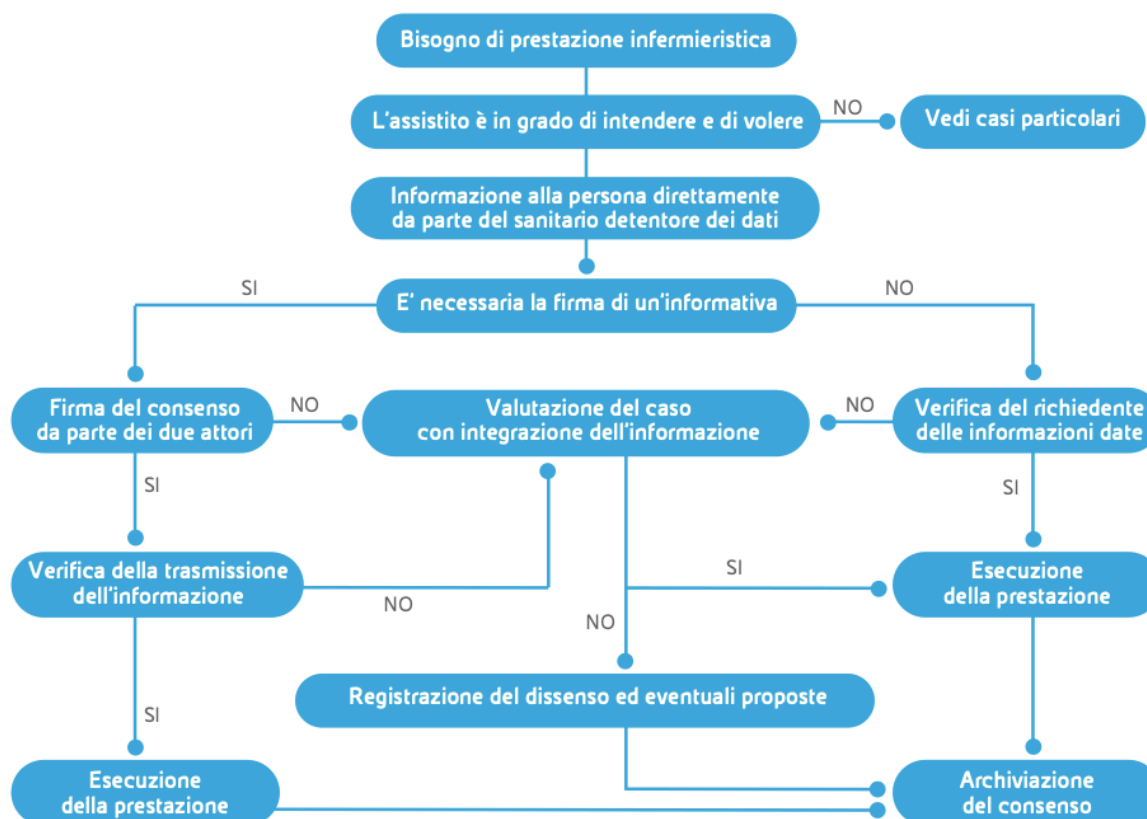 Bisogno di prestazione infermieristica
L'assistito è in grado di intendere e di volere
NO
Vedi casi particolari
Informazione alla persona direttamente
da parte del sanitario detentore dei dati
SI
E' necessaria la firma di un'informativa
NO
Firma del consenso
da parte dei due attori
NO
Valutazione del caso
con integrazione dell'informazione
NO
Verifica del richiedente
delle informazioni date
SI
SI
Verifica della trasmissione
dell'informazione
NO
SI
Esecuzione
della prestazione
NO
Registrazione del dissenso ed eventuali proposte
SI
Esecuzione
della prestazione
Archiviazione
del consenso